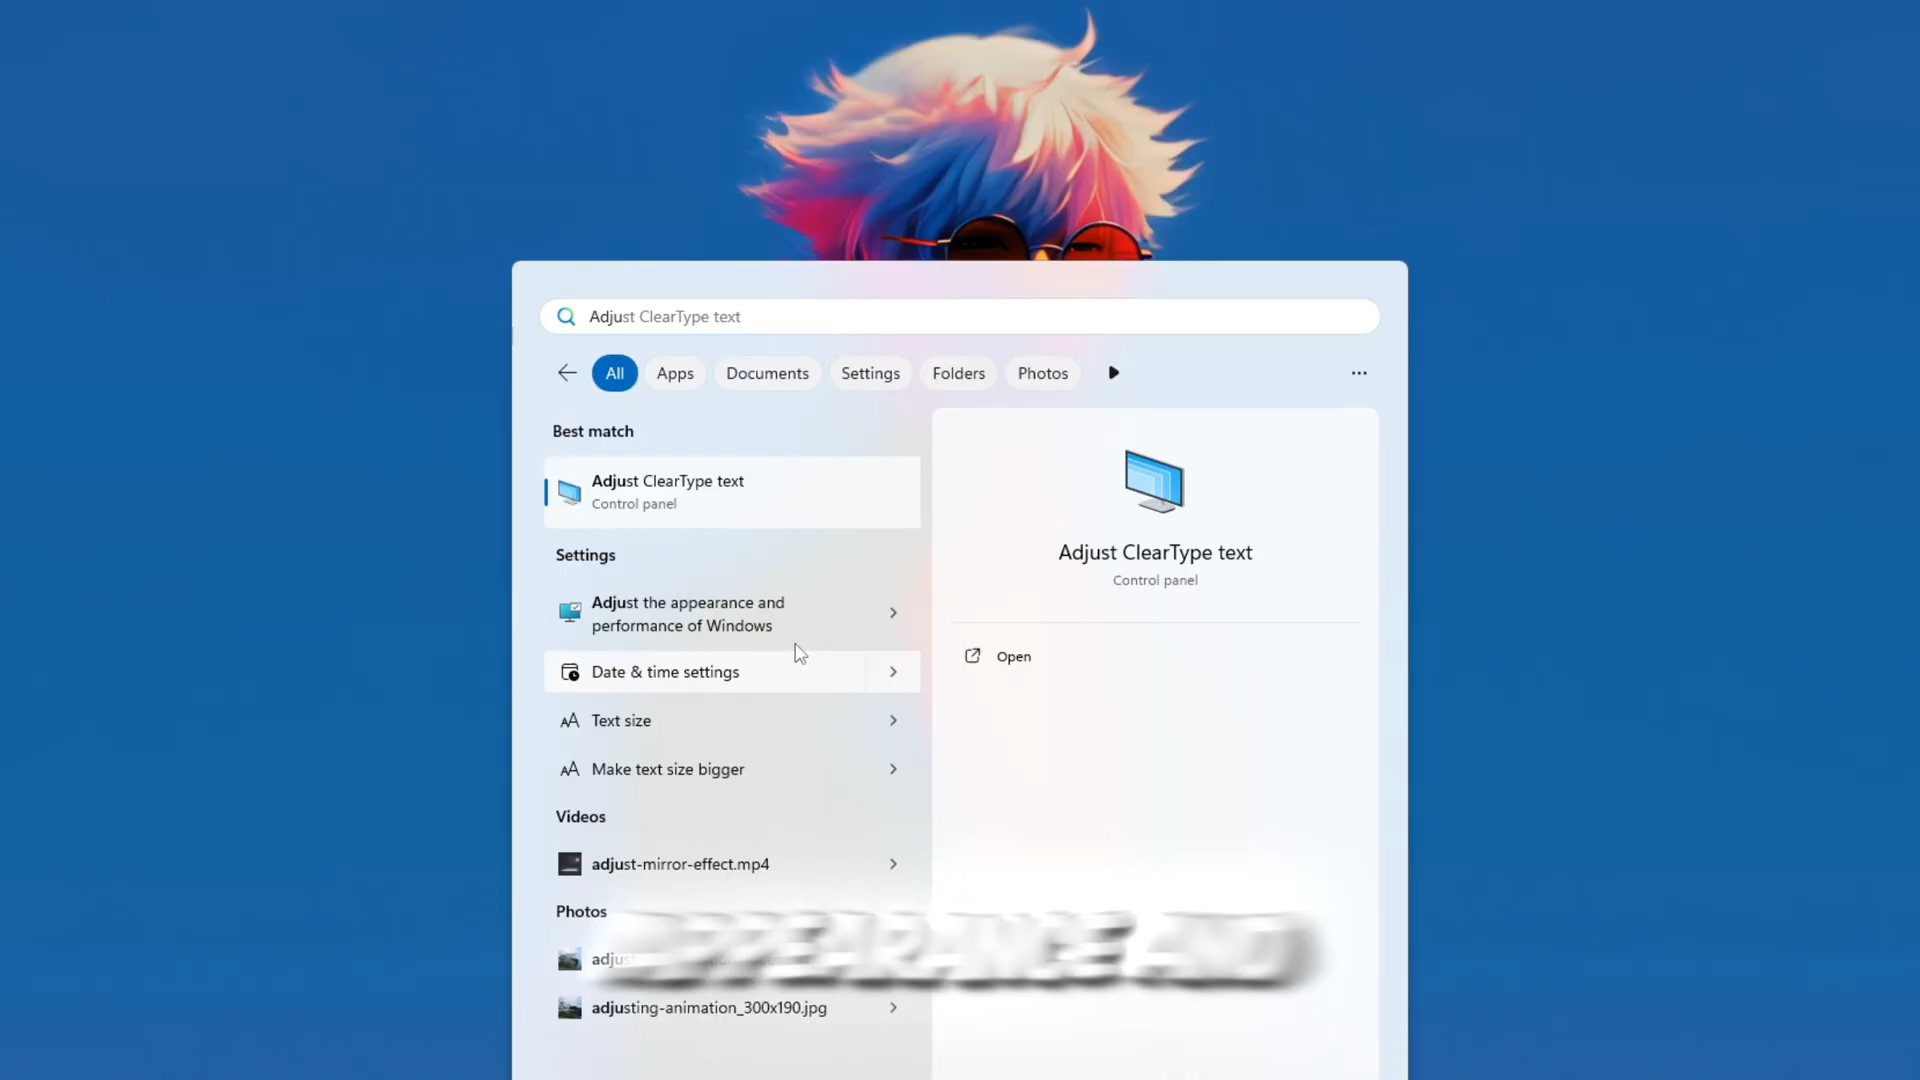 Adjust ClearType text
All
Apps
Documents
Settings
Folders
Photos
Best match
Adjust ClearType text
Control panel
Settings
Adjust the appearance and
performance of Windows
Date & time settings
Text size
Make text size bigger
Videos
adjust-mirror-effect.mp4
Photos
adjusting-animation_300x190.jpg
Adjust ClearType text
Control panel
Open
APPEARANCE AND